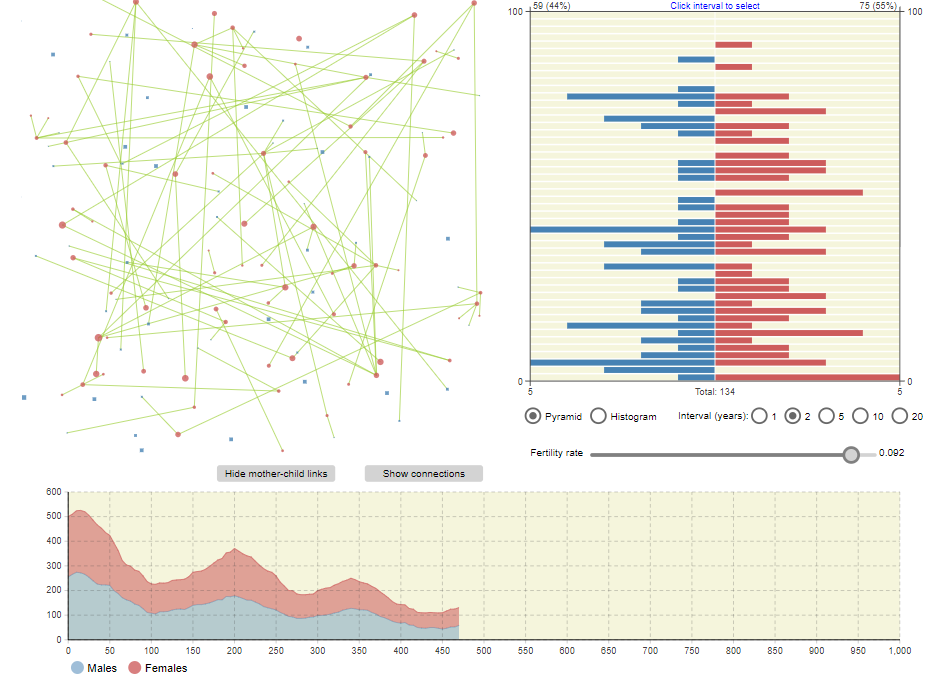 59 (44%) Click interval to select 75 (55%)
100 100
0 0
5 Total: 134 5
Pyramid Histogram Interval (years): 1 2 5 10 20
Fertility rate 0.092
Hide mother-child links Show connections
600
500
400
300
200
100
0
0 50 100 150 200 250 300 350 400 450 500 550 600 650 700 750 800 850 900 950 1,000
Males Females